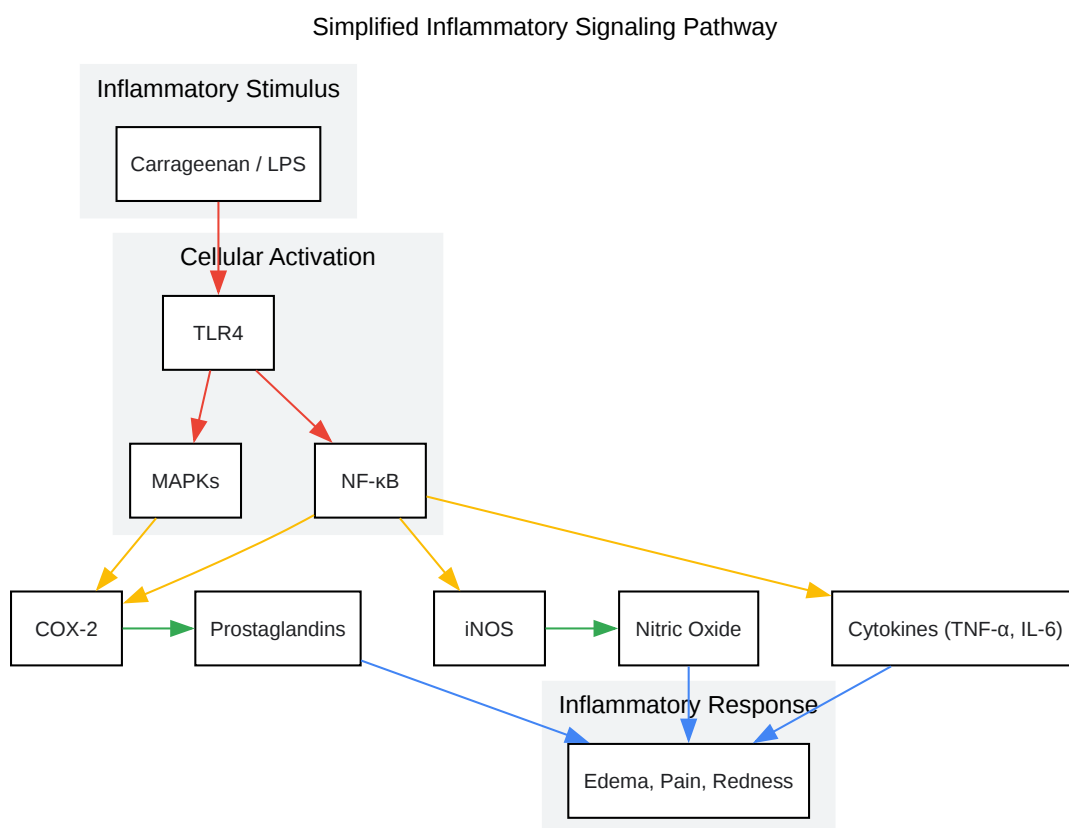 Simplified Inflammatory Signaling Pathway
Inflammatory Stimulus
Carrageenan / LPS
Cellular Activation
TLR4
MAPKs
NF-κB
COX-2
Prostaglandins
iNOS
Nitric Oxide
Cytokines (TNF-α, IL-6)
Inflammatory Response
Edema, Pain, Redness